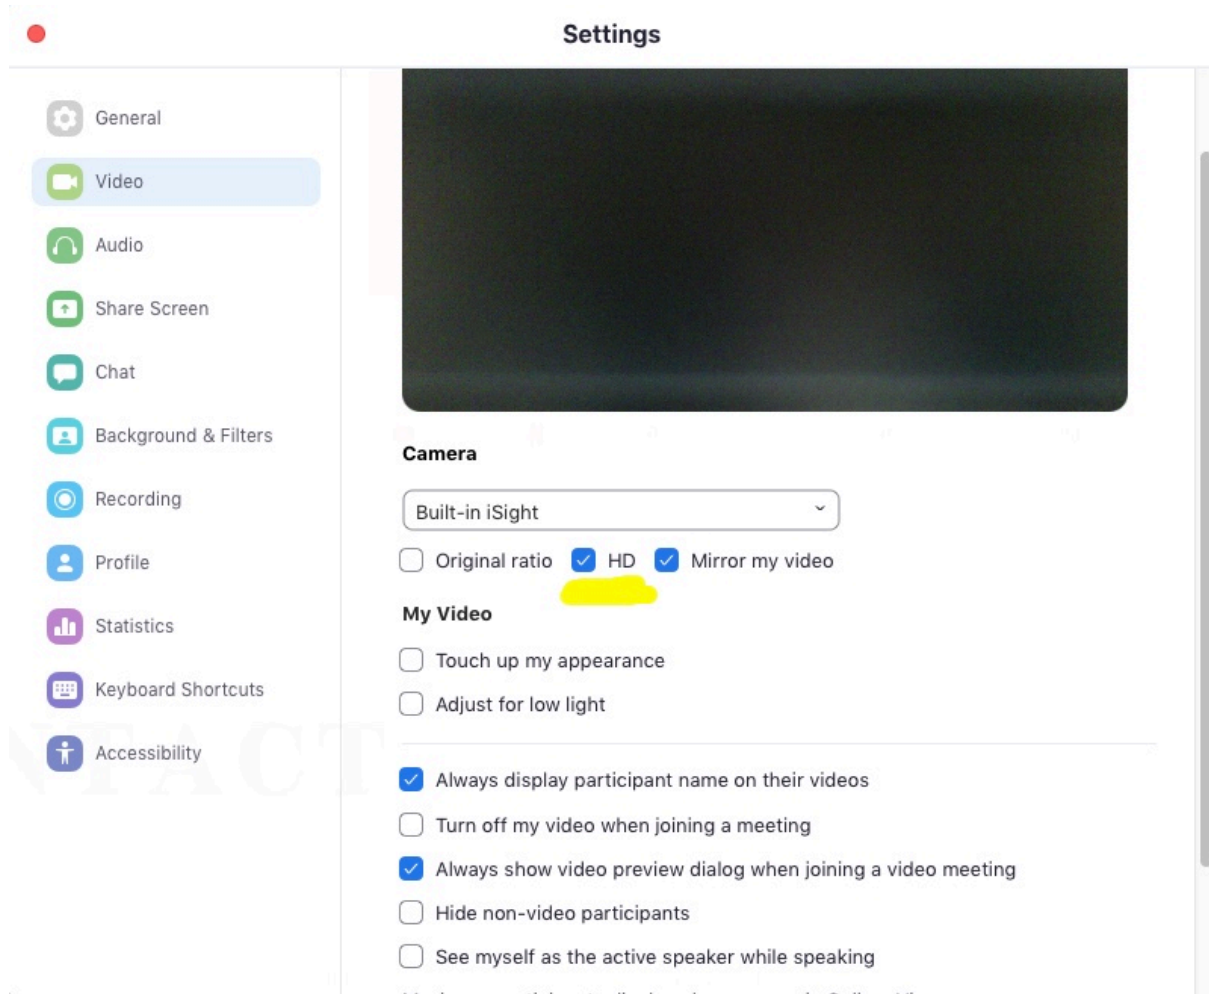 Settings
General
Video
Audio
Share Screen
Chat
Background & Filters
Recording
Profile
Statistics
Keyboard Shortcuts
Accessibility
Camera
Built-in iSight
Original ratio HD Mirror my video
My Video
Touch up my appearance
Adjust for low light
Always display participant name on their videos
Turn off my video when joining a meeting
Always show video preview dialog when joining a video meeting
Hide non-video participants
See myself as the active speaker while speaking